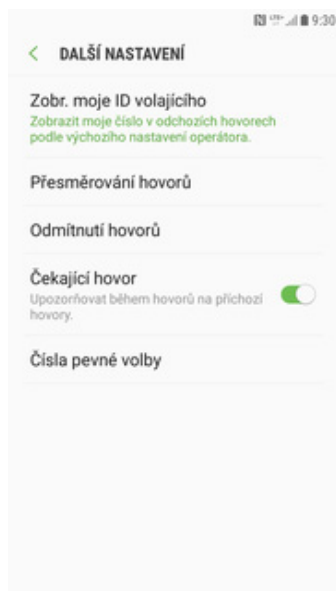 9:30
DALŠÍ NASTAVENÍ
Zobr. moje ID volajícího
Zobrazit moje číslo v odchozích hovorech
podle výchozího nastavení operátora.
Přesměrování hovorů
Odmítnutí hovorů
Čekající hovor
Upozorňovat během hovorů na příchozí
hovory.
Čísla pevné volby